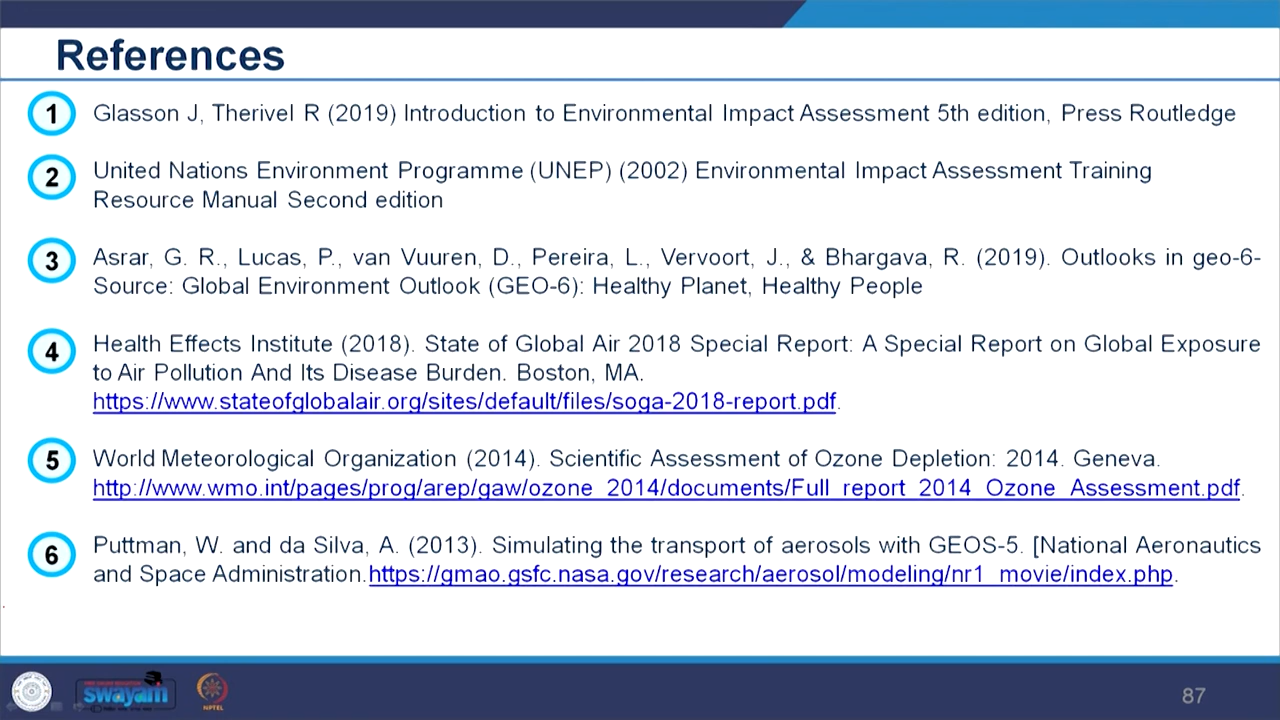 References
1 Glasson J, Therivel R (2019) Introduction to Environmental Impact Assessment 5th edition, Press Routledge
2 United Nations Environment Programme (UNEP) (2002) Environmental Impact Assessment Training
Resource Manual Second edition
3 Asrar, G. R., Lucas, P., van Vuuren, D., Pereira, L., Vervoort, J., & Bhargava, R. (2019). Outlooks in geo-6-
Source: Global Environment Outlook (GEO-6): Healthy Planet, Healthy People
4 Health Effects Institute (2018). State of Global Air 2018 Special Report: A Special Report on Global Exposure
to Air Pollution And Its Disease Burden. Boston, MA.
https://www.stateofglobalair.org/sites/default/files/soga-2018-report.pdf.
5 World Meteorological Organization (2014). Scientific Assessment of Ozone Depletion: 2014. Geneva.
http://www.wmo.int/pages/prog/arep/gaw/ozone_2014/documents/Full_report_2014_Ozone_Assessment.pdf.
6 Puttman, W. and da Silva, A. (2013). Simulating the transport of aerosols with GEOS-5. [National Aeronautics
and Space Administration.https://gmao.gsfc.nasa.gov/research/aerosol/modeling/nr1_movie/index.php.
swayam
NPTEL
87